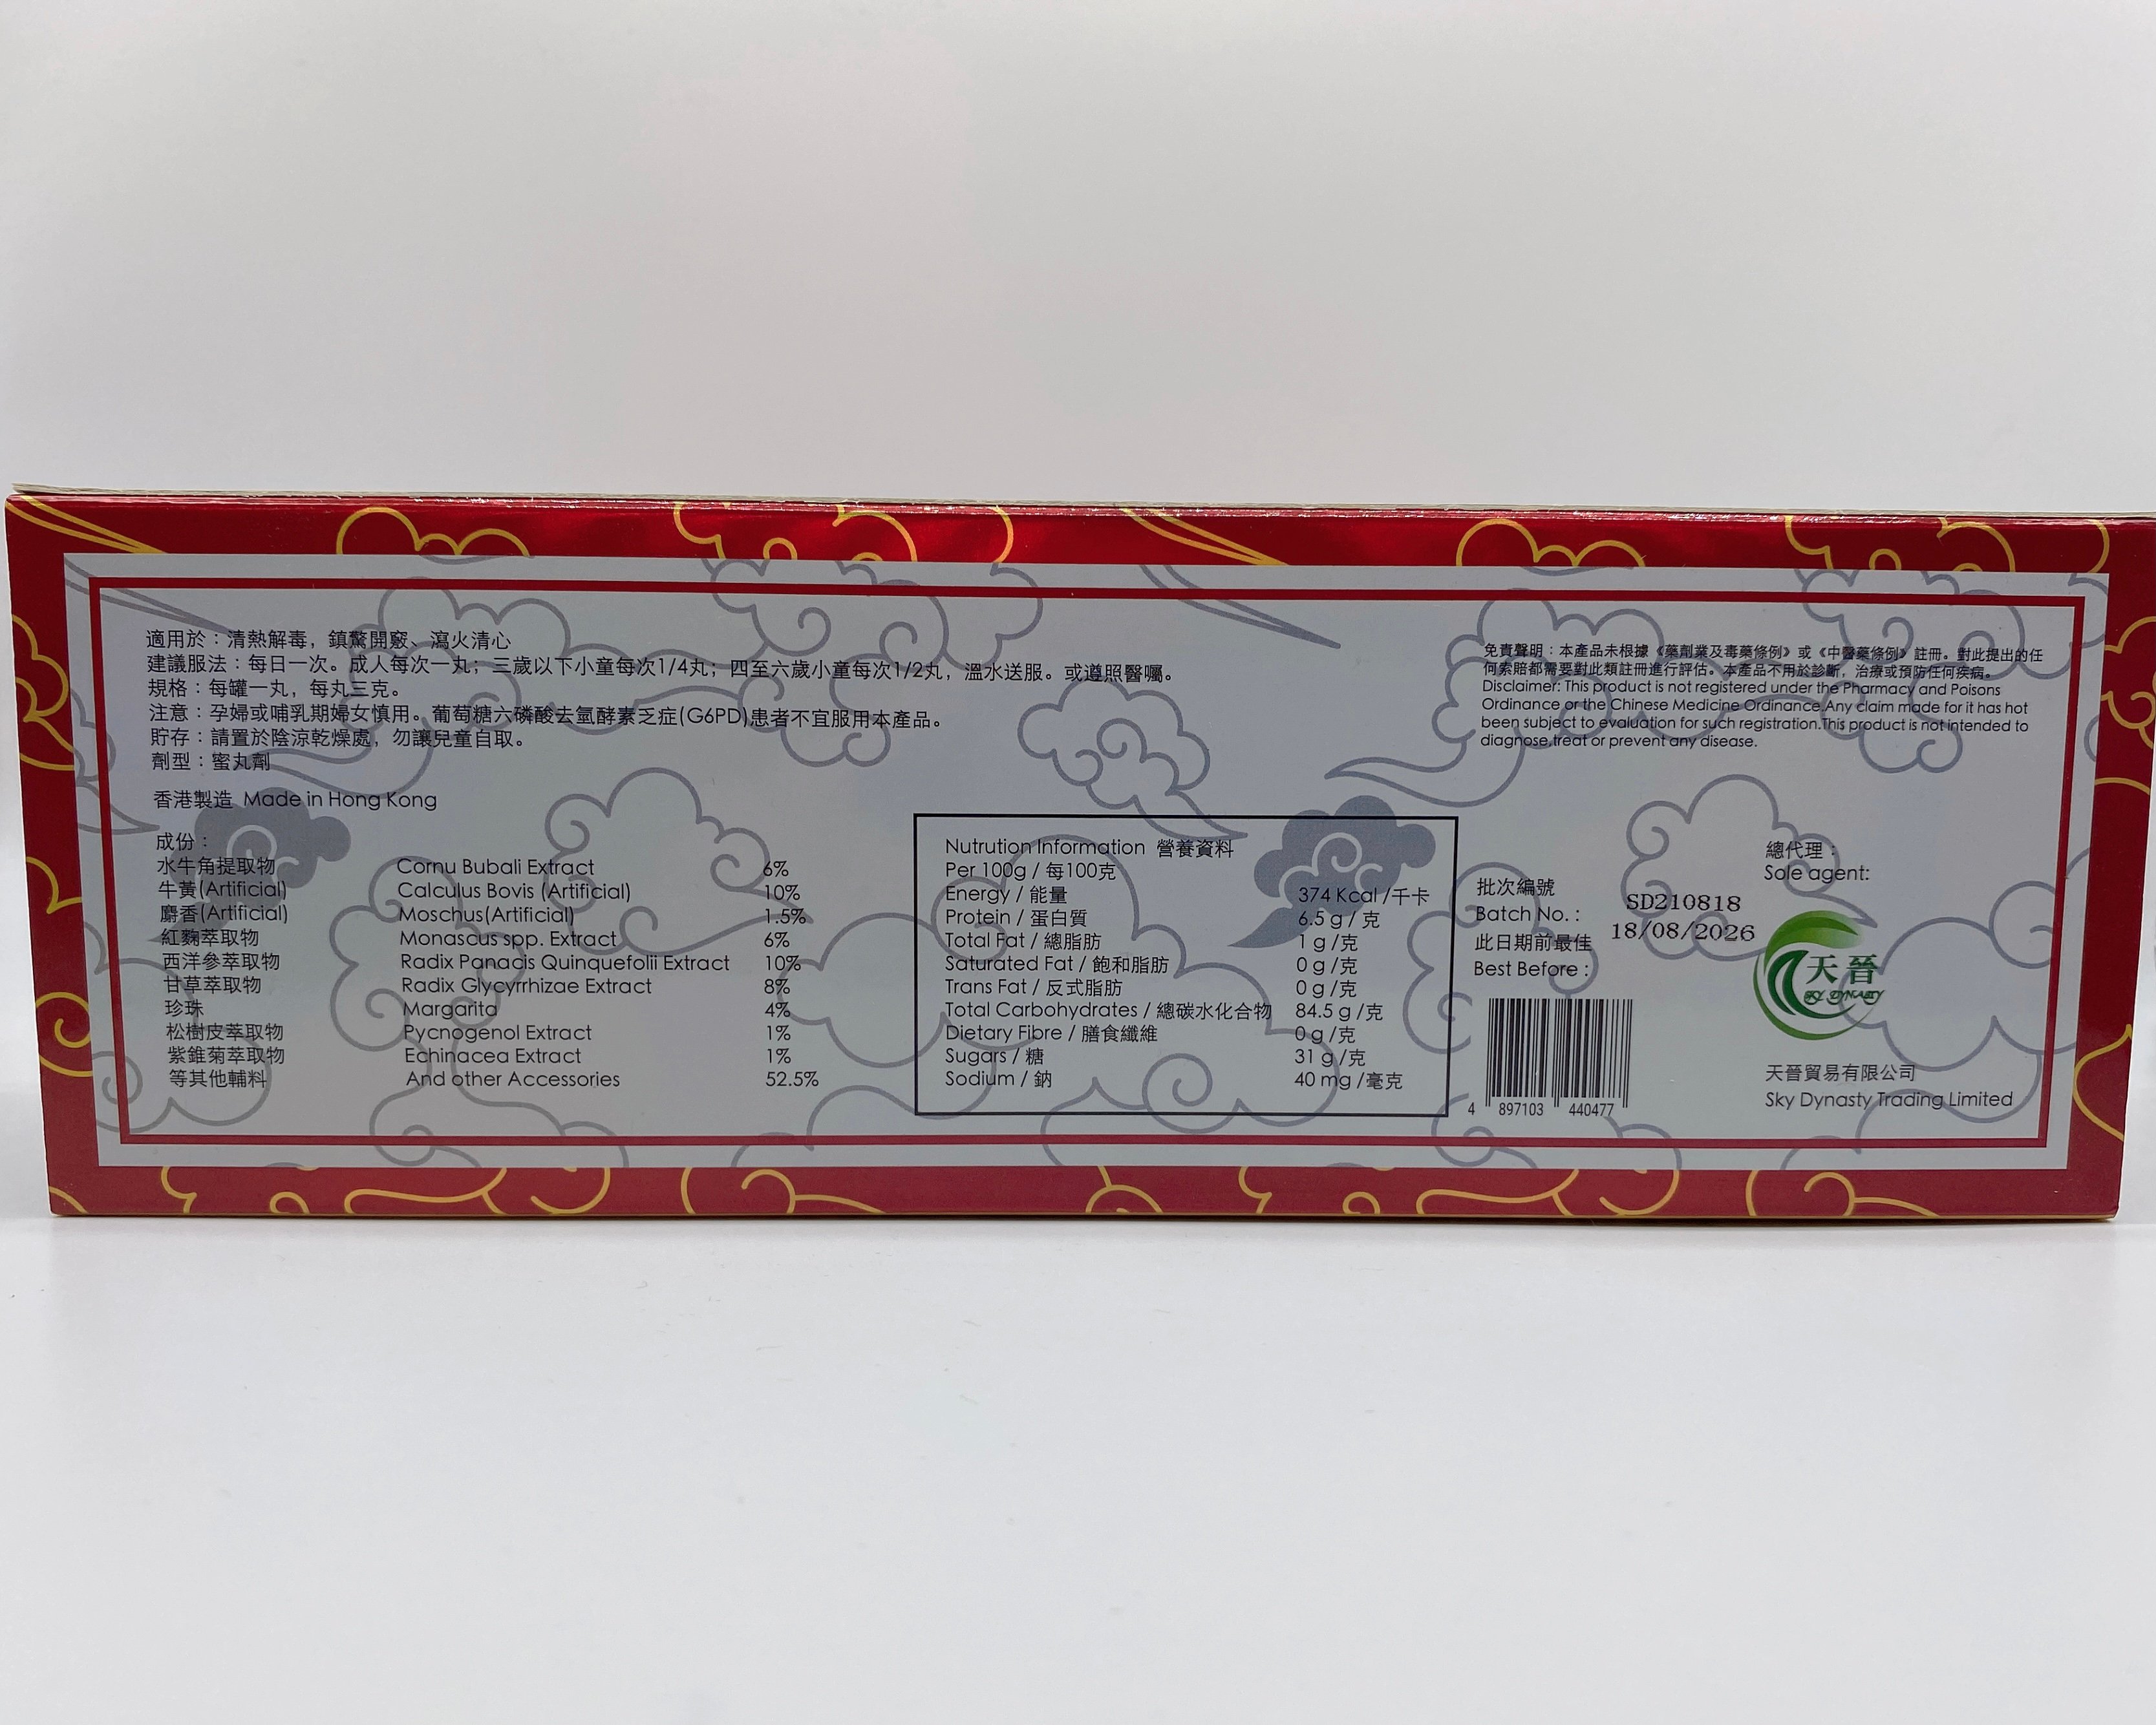 適用於：清熱解毒，鎮驚開竅、瀉火清心
建議服法：每日一次。成人每次一丸；三歲以下小童每次1/4丸；四至六歲小童每次1/2丸，溫水送服。或遵照醫囑。
規格：每罐一丸，每丸三克。
注意：孕婦或哺乳期婦女慎用。葡萄糖六磷酸去氫酵素乏症(G6PD)患者不宜服用本產品。
貯存：請置於陰涼乾燥處，勿讓兒童自取。
劑型：蜜丸劑
香港製造 Made in Hong Kong
成份：
水牛角提取物 Cornu Bubali Extract 6%
牛黃(Artificial) Calculus Bovis (Artificial) 10%
麝香(Artificial) Moschus(Artificial) 1.5%
紅麴萃取物 Monascus spp. Extract 6%
西洋參萃取物 Radix Panacis Quinquefolii Extract 10%
甘草萃取物 Radix Glycyrrhizae Extract 8%
珍珠 Margarita 4%
松樹皮萃取物 Pycnogenol Extract 1%
紫錐菊萃取物 Echinacea Extract 1%
等其他輔料 And other Accessories 52.5%
Nutrution Information 營養資料
Per 100g / 每100克
Energy / 能量 374 Kcal /千卡
Protein / 蛋白質 6.5 g / 克
Total Fat / 總脂肪 1 g /克
Saturated Fat / 飽和脂肪 0 g /克
Trans Fat / 反式脂肪 0 g /克
Total Carbohydrates / 總碳水化合物 84.5 g /克
Dietary Fibre / 膳食纖維 0 g /克
Sugars / 糖 31 g /克
Sodium / 鈉 40 mg /毫克
免責聲明：本產品未根據《藥劑業及毒藥條例》或《中醫藥條例》註冊。對此提出的任
何索賠都需要對此類註冊進行評估。本產品不用於診斷，治療或預防任何疾病。
Disclaimer: This product is not registered under the Pharmacy and Poisons
Ordinance or the Chinese Medicine Ordinance.Any claim made for it has hot
been subject to evaluation for such registration.This product is not intended to
diagnose,treat or prevent any disease.
批次編號
Batch No. : SD210818
此日期前最佳 18/08/2026
Best Before :
4 897103 440477
總代理：
Sole agent:
天晉
SKY DYNASTY
天晉貿易有限公司
Sky Dynasty Trading Limited